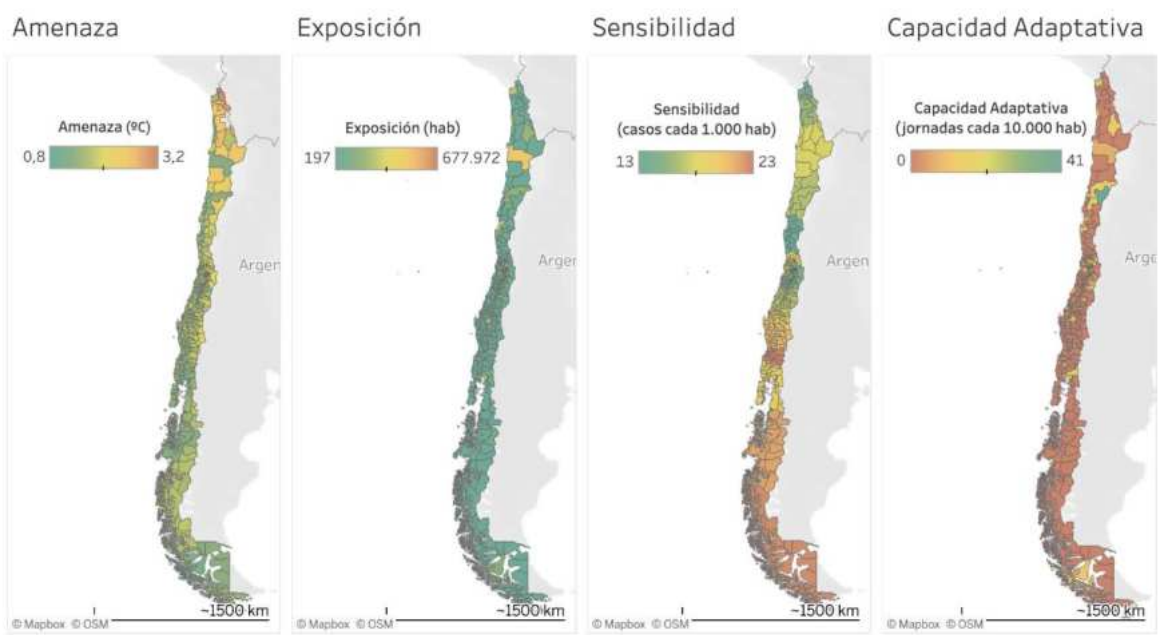 Amenaza
Exposición
Sensibilidad
Capacidad Adaptativa
Amenaza (ºC)
0,8
3,2
Argen
~1500 km
© Mapbox © OSM
Exposición (hab)
197
677.972
Argen
~1500 km
© Mapbox © OSM
Sensibilidad
(casos cada 1.000 hab)
13
23
Argen
~1500 km
© Mapbox © OSM
Capacidad Adaptativa
(jornadas cada 10.000 hab)
0
41
Arge
~1500 km
© Mapbox © OSM